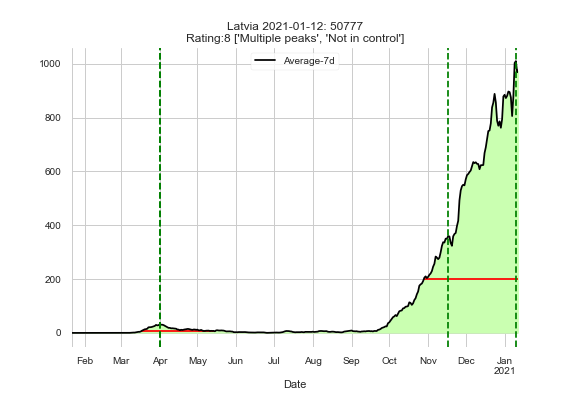 Latvia 2021-01-12: 50777
Rating:8 ['Multiple peaks', 'Not in control']
Average-7d
1000
800
600
400
200
0
Feb Mar Apr May Jun Jul Aug Sep Oct Nov Dec Jan
2021
Date